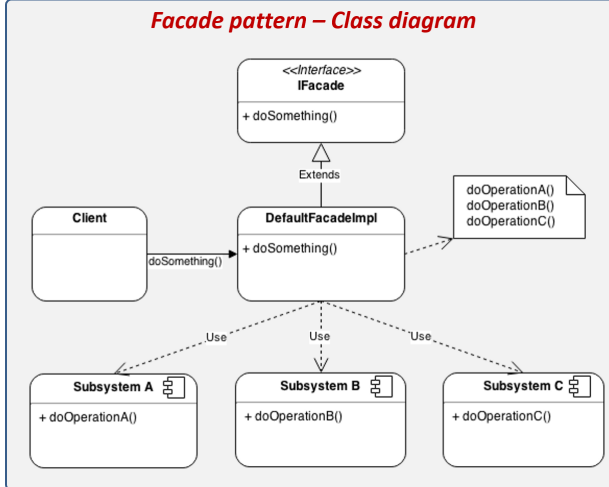 Facade pattern – Class diagram
<<Interface>>
IFacade
+ doSomething()
Extends
doOperationA()
doOperationB()
doOperationC()
Client
doSomething()
DefaultFacadeImpl
+ doSomething()
Use
Use
Use
Subsystem A
+ doOperationA()
Subsystem B
+ doOperationB()
Subsystem C
+ doOperationC()